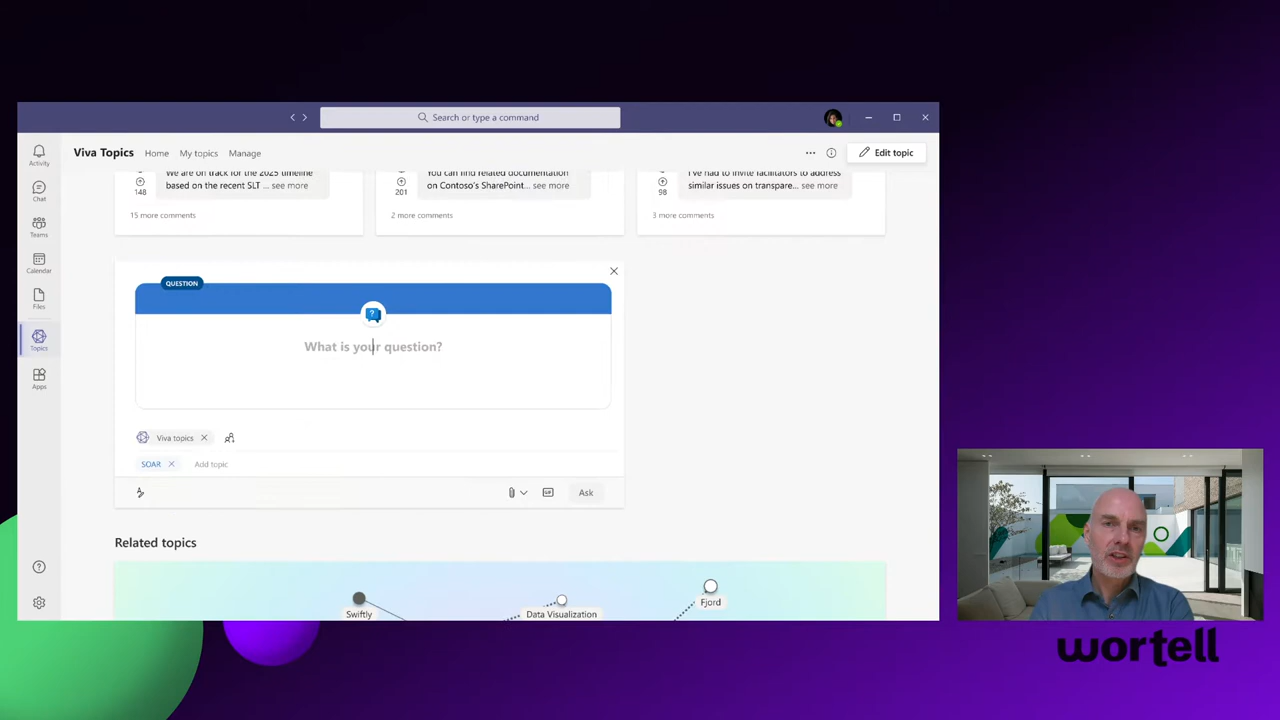 Search or type a command
Viva Topics Home My topics Manage Edit topic
Activity
Chat
Teams
Calendar
Files
Topics
Apps
We are on track for the 2025 timeline
based on the recent SLT ... see more
148
15 more comments
You can find related documentation
on Contoso's SharePoint... see more
201
2 more comments
I've had to invite facilitators to address
similar issues on transpare... see more
98
3 more comments
QUESTION
What is your question?
Viva topics
SOAR Add topic
GIF Ask
Related topics
Swiftly
Data Visualization
Fjord
wortell